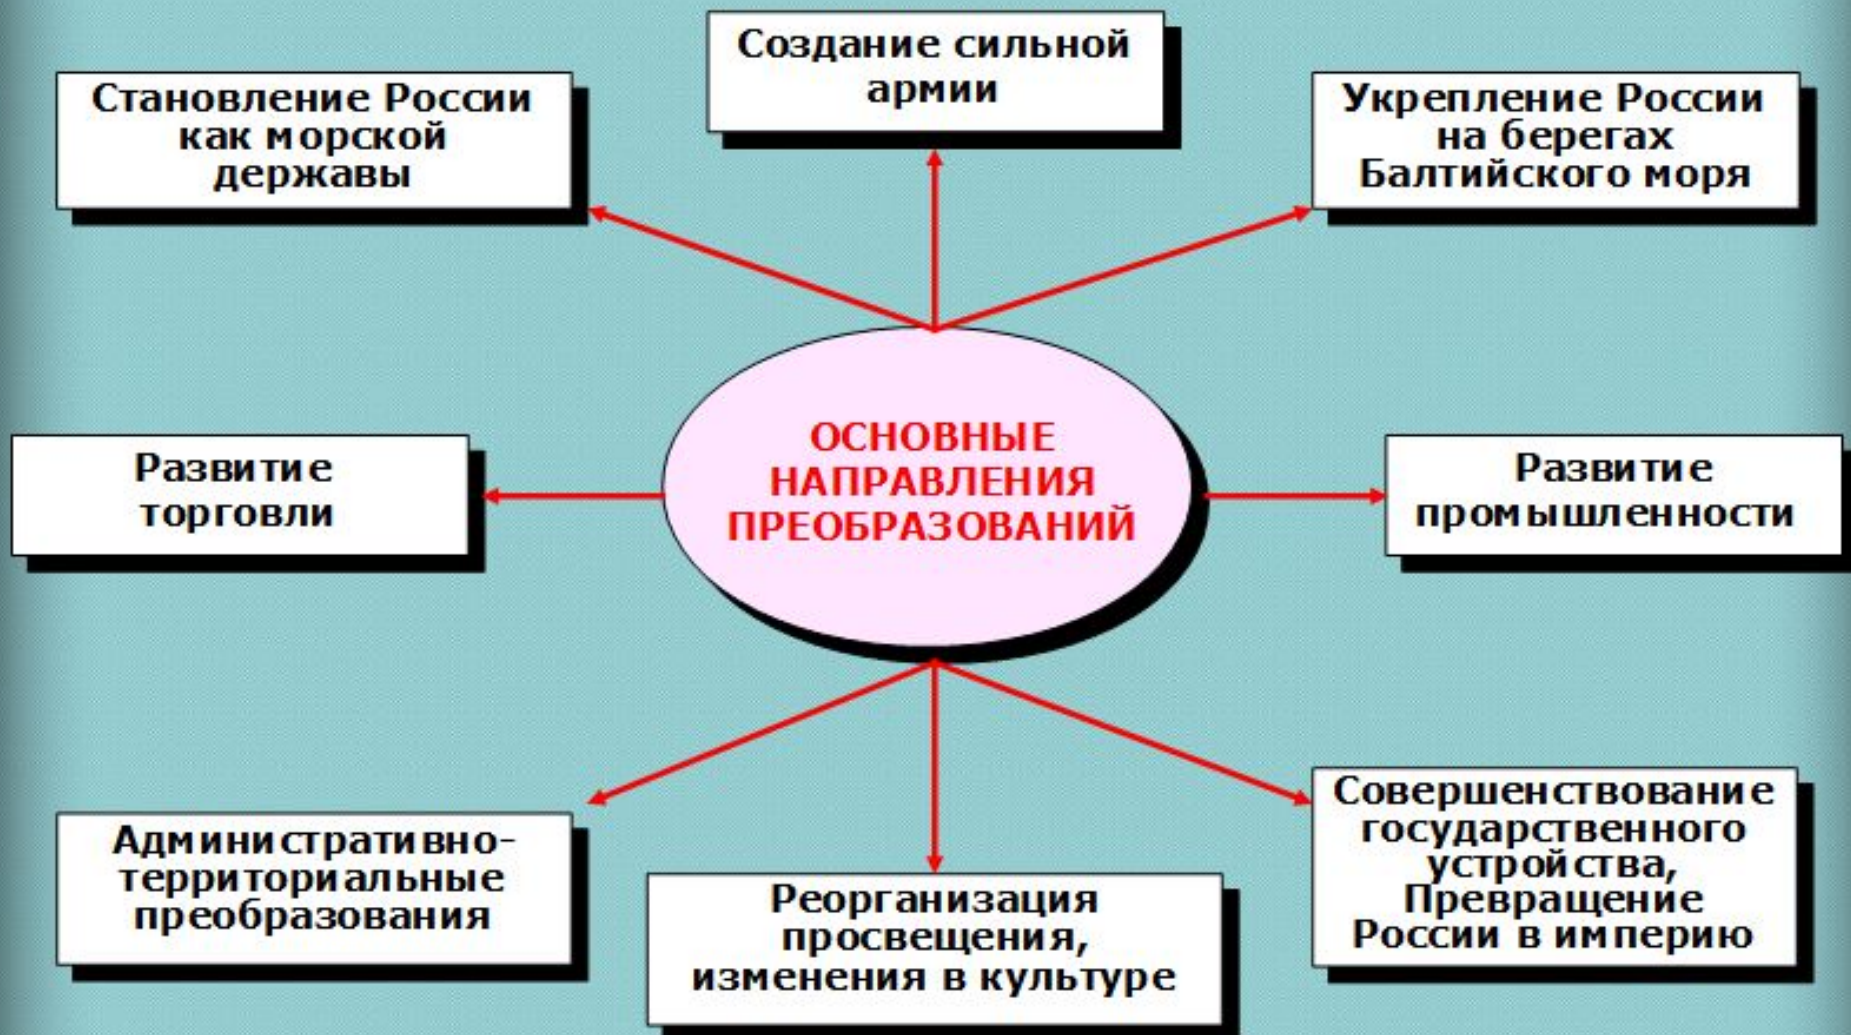 Создание сильной
армии
Становление России
как морской
державы
Укрепление России
на берегах
Балтийского моря
ОСНОВНЫЕ
НАПРАВЛЕНИЯ
ПРЕОБРАЗОВАНИЙ
Развитие
торговли
Развитие
промышленности
Административно-
территориальные
преобразования
Реорганизация
просвещения,
изменения в культуре
Совершенствование
государственного
устройства,
Превращение
России в империю